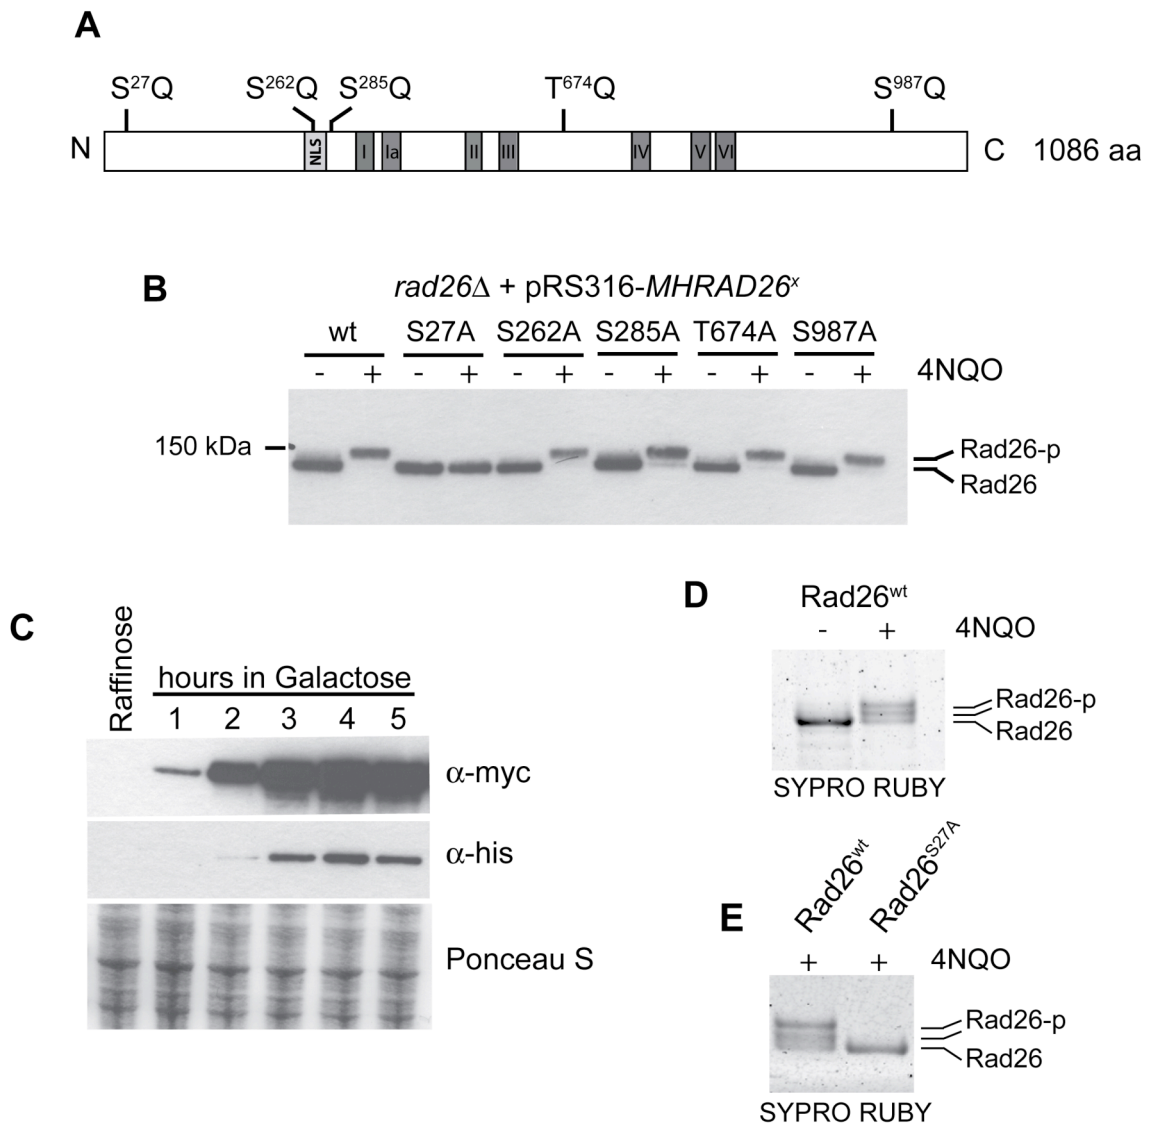 A
S27Q S262Q S285Q T674Q S987Q
N NLS I Ia II III IV V VI C 1086 aa
B
rad26Δ + pRS316-MHRAD26x
wt S27A S262A S285A T674A S987A
- + - + - + - + - + - + 4NQO
150 kDa
Rad26-p
Rad26
C
Raffinose
hours in Galactose
1 2 3 4 5
α-myc
α-his
Ponceau S
D
Rad26wt
- + 4NQO
Rad26-p
Rad26
SYPRO RUBY
E
Rad26wt
Rad26S27A
+ + 4NQO
Rad26-p
Rad26
SYPRO RUBY